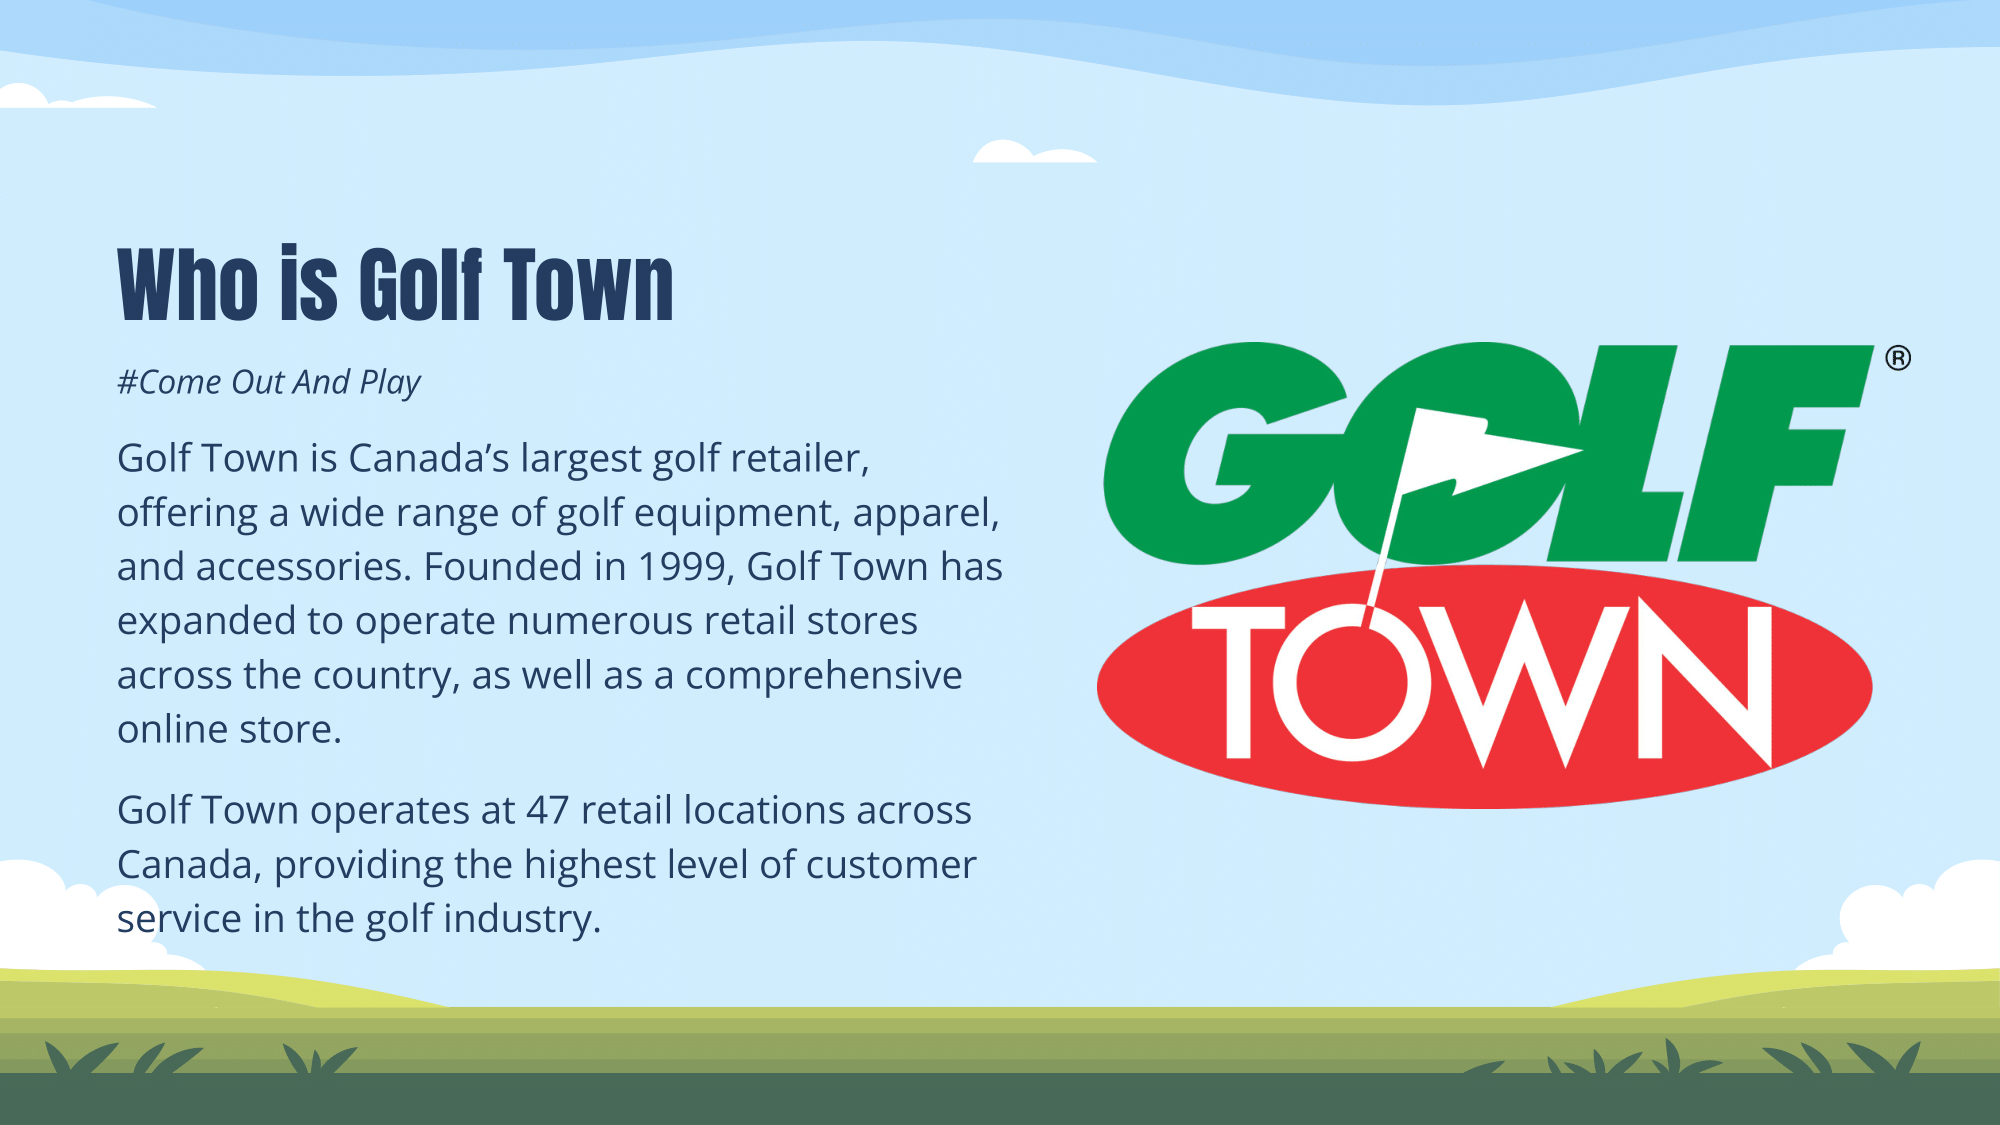 Who is Golf Town
#Come Out And Play
Golf Town is Canada’s largest golf retailer,
offering a wide range of golf equipment, apparel,
and accessories. Founded in 1999, Golf Town has
expanded to operate numerous retail stores
across the country, as well as a comprehensive
online store.
Golf Town operates at 47 retail locations across
Canada, providing the highest level of customer
service in the golf industry.
GOLF®
TOWN